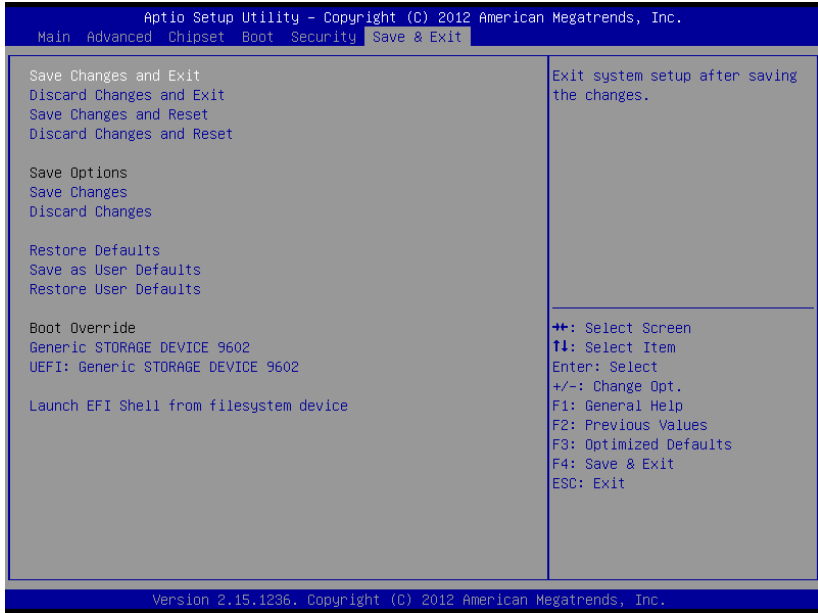 Aptio Setup Utility – Copyright (C) 2012 American Megatrends, Inc.
Main Advanced Chipset Boot Security Save & Exit
Save Changes and Exit
Discard Changes and Exit
Save Changes and Reset
Discard Changes and Reset
Save Options
Save Changes
Discard Changes
Restore Defaults
Save as User Defaults
Restore User Defaults
Boot Override
Generic STORAGE DEVICE 9602
UEFI: Generic STORAGE DEVICE 9602
Launch EFI Shell from filesystem device
Exit system setup after saving
the changes.
→←: Select Screen
↑↓: Select Item
Enter: Select
+/-: Change Opt.
F1: General Help
F2: Previous Values
F3: Optimized Defaults
F4: Save & Exit
ESC: Exit
Version 2.15.1236. Copyright (C) 2012 American Megatrends, Inc.